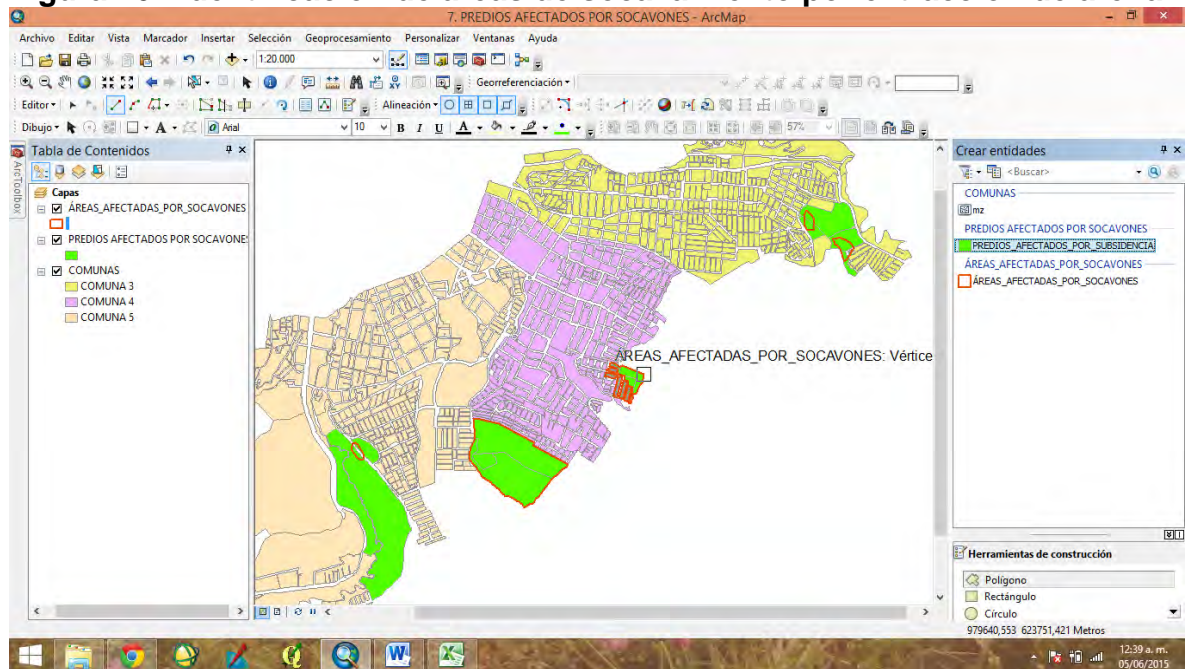 7. PREDIOS AFECTADOS POR SOCAVONES - ArcMap
Archivo Editar Vista Marcador Insertar Selección Geoprocesamiento Personalizar Ventanas Ayuda
1:20.000
Georreferenciación
Editor Alineación
Dibujo Arial 10 B I U A 57%
Tabla de Contenidos
ArcToolbox
Capas
ÁREAS_AFECTADAS_POR_SOCAVONES
PREDIOS AFECTADOS POR SOCAVONE
COMUNAS
COMUNA 3
COMUNA 4
COMUNA 5
ÁREAS_AFECTADAS_POR_SOCAVONES: Vértice
Crear entidades
<Buscar>
COMUNAS
mz
PREDIOS AFECTADOS POR SOCAVONES
PREDIOS_AFECTADOS_POR_SUBSIDENCIA
ÁREAS_AFECTADAS_POR_SOCAVONES
ÁREAS_AFECTADAS_POR_SOCAVONES
Herramientas de construcción
Polígono
Rectángulo
Círculo
979640,553 623751,421 Metros
12:39 a. m.
05/06/2015